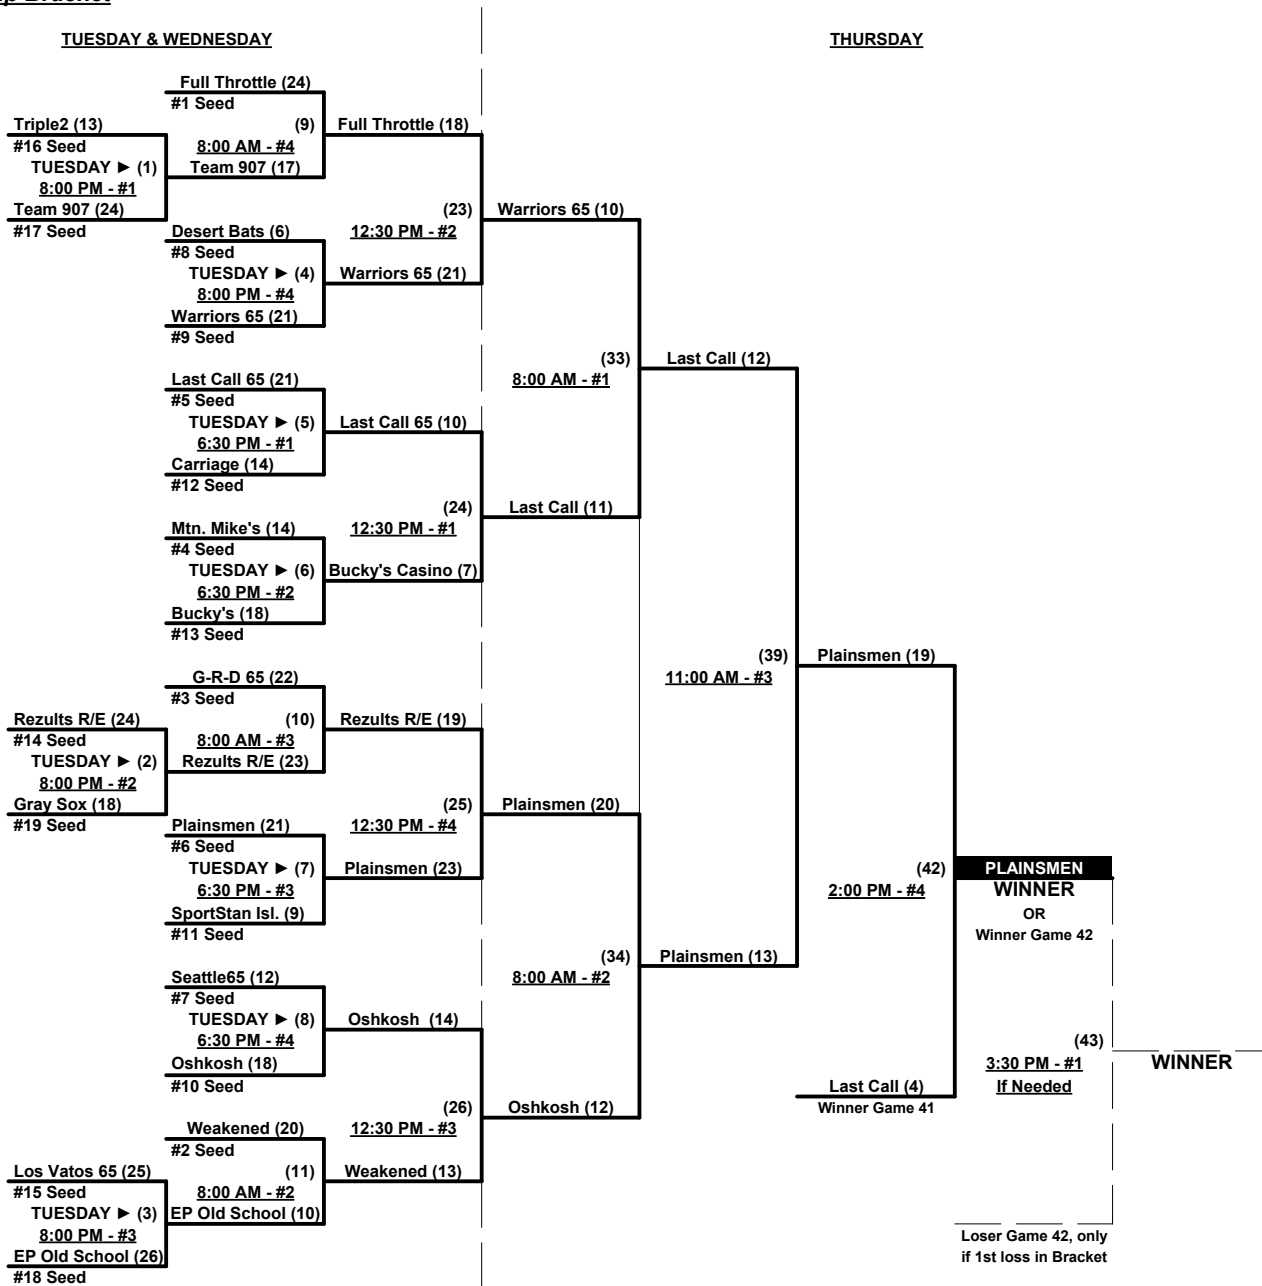 TUESDAY & WEDNESDAY
THURSDAY
Full Throttle (24)
#1 Seed
Triple2 (13)
(9)
Full Throttle (18)
#16 Seed
8:00 AM - #4
TUESDAY ► (1)
Team 907 (17)
8:00 PM - #1
Team 907 (24)
(23)
Warriors 65 (10)
#17 Seed
Desert Bats (6)
12:30 PM - #2
#8 Seed
TUESDAY ► (4)
Warriors 65 (21)
8:00 PM - #4
Warriors 65 (21)
#9 Seed
(33)
Last Call (12)
Last Call 65 (21)
8:00 AM - #1
#5 Seed
TUESDAY ► (5)
Last Call 65 (10)
6:30 PM - #1
Carriage (14)
#12 Seed
(24)
Last Call (11)
Mtn. Mike's (14)
12:30 PM - #1
#4 Seed
TUESDAY ► (6)
Bucky's Casino (7)
6:30 PM - #2
Bucky's (18)
#13 Seed
(39)
Plainsmen (19)
G-R-D 65 (22)
11:00 AM - #3
#3 Seed
Rezults R/E (24)
(10)
Rezults R/E (19)
#14 Seed
8:00 AM - #3
TUESDAY ► (2)
Rezults R/E (23)
8:00 PM - #2
Gray Sox (18)
(25)
Plainsmen (20)
#19 Seed
Plainsmen (21)
12:30 PM - #4
#6 Seed
TUESDAY ► (7)
Plainsmen (23)
(42)
PLAINSMEN
6:30 PM - #3
2:00 PM - #4
WINNER
SportStan Isl. (9)
OR
#11 Seed
Winner Game 42
(34)
Plainsmen (13)
Seattle65 (12)
8:00 AM - #2
#7 Seed
TUESDAY ► (8)
Oshkosh (14)
6:30 PM - #4
(43)
Oshkosh (18)
3:30 PM - #1
WINNER
#10 Seed
Last Call (4)
If Needed
(26)
Oshkosh (12)
Winner Game 41
Weakened (20)
12:30 PM - #3
#2 Seed
Los Vatos 65 (25)
(11)
Weakened (13)
#15 Seed
8:00 AM - #2
TUESDAY ► (3)
EP Old School (10)
8:00 PM - #3
Loser Game 42, only
EP Old School (26)
if 1st loss in Bracket
#18 Seed